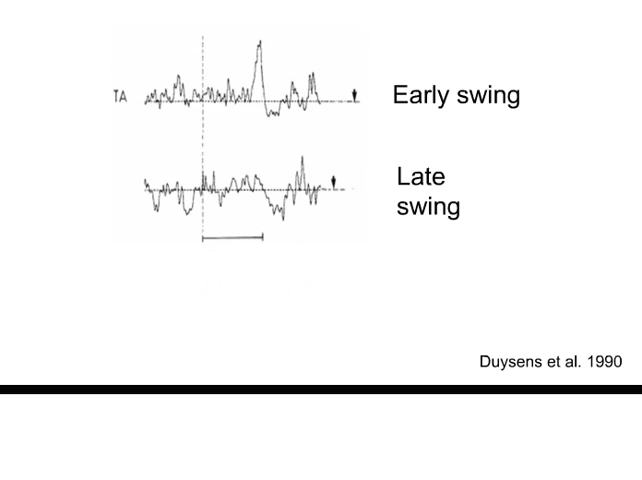 TA
Early swing
Late
swing
Duysens et al. 1990